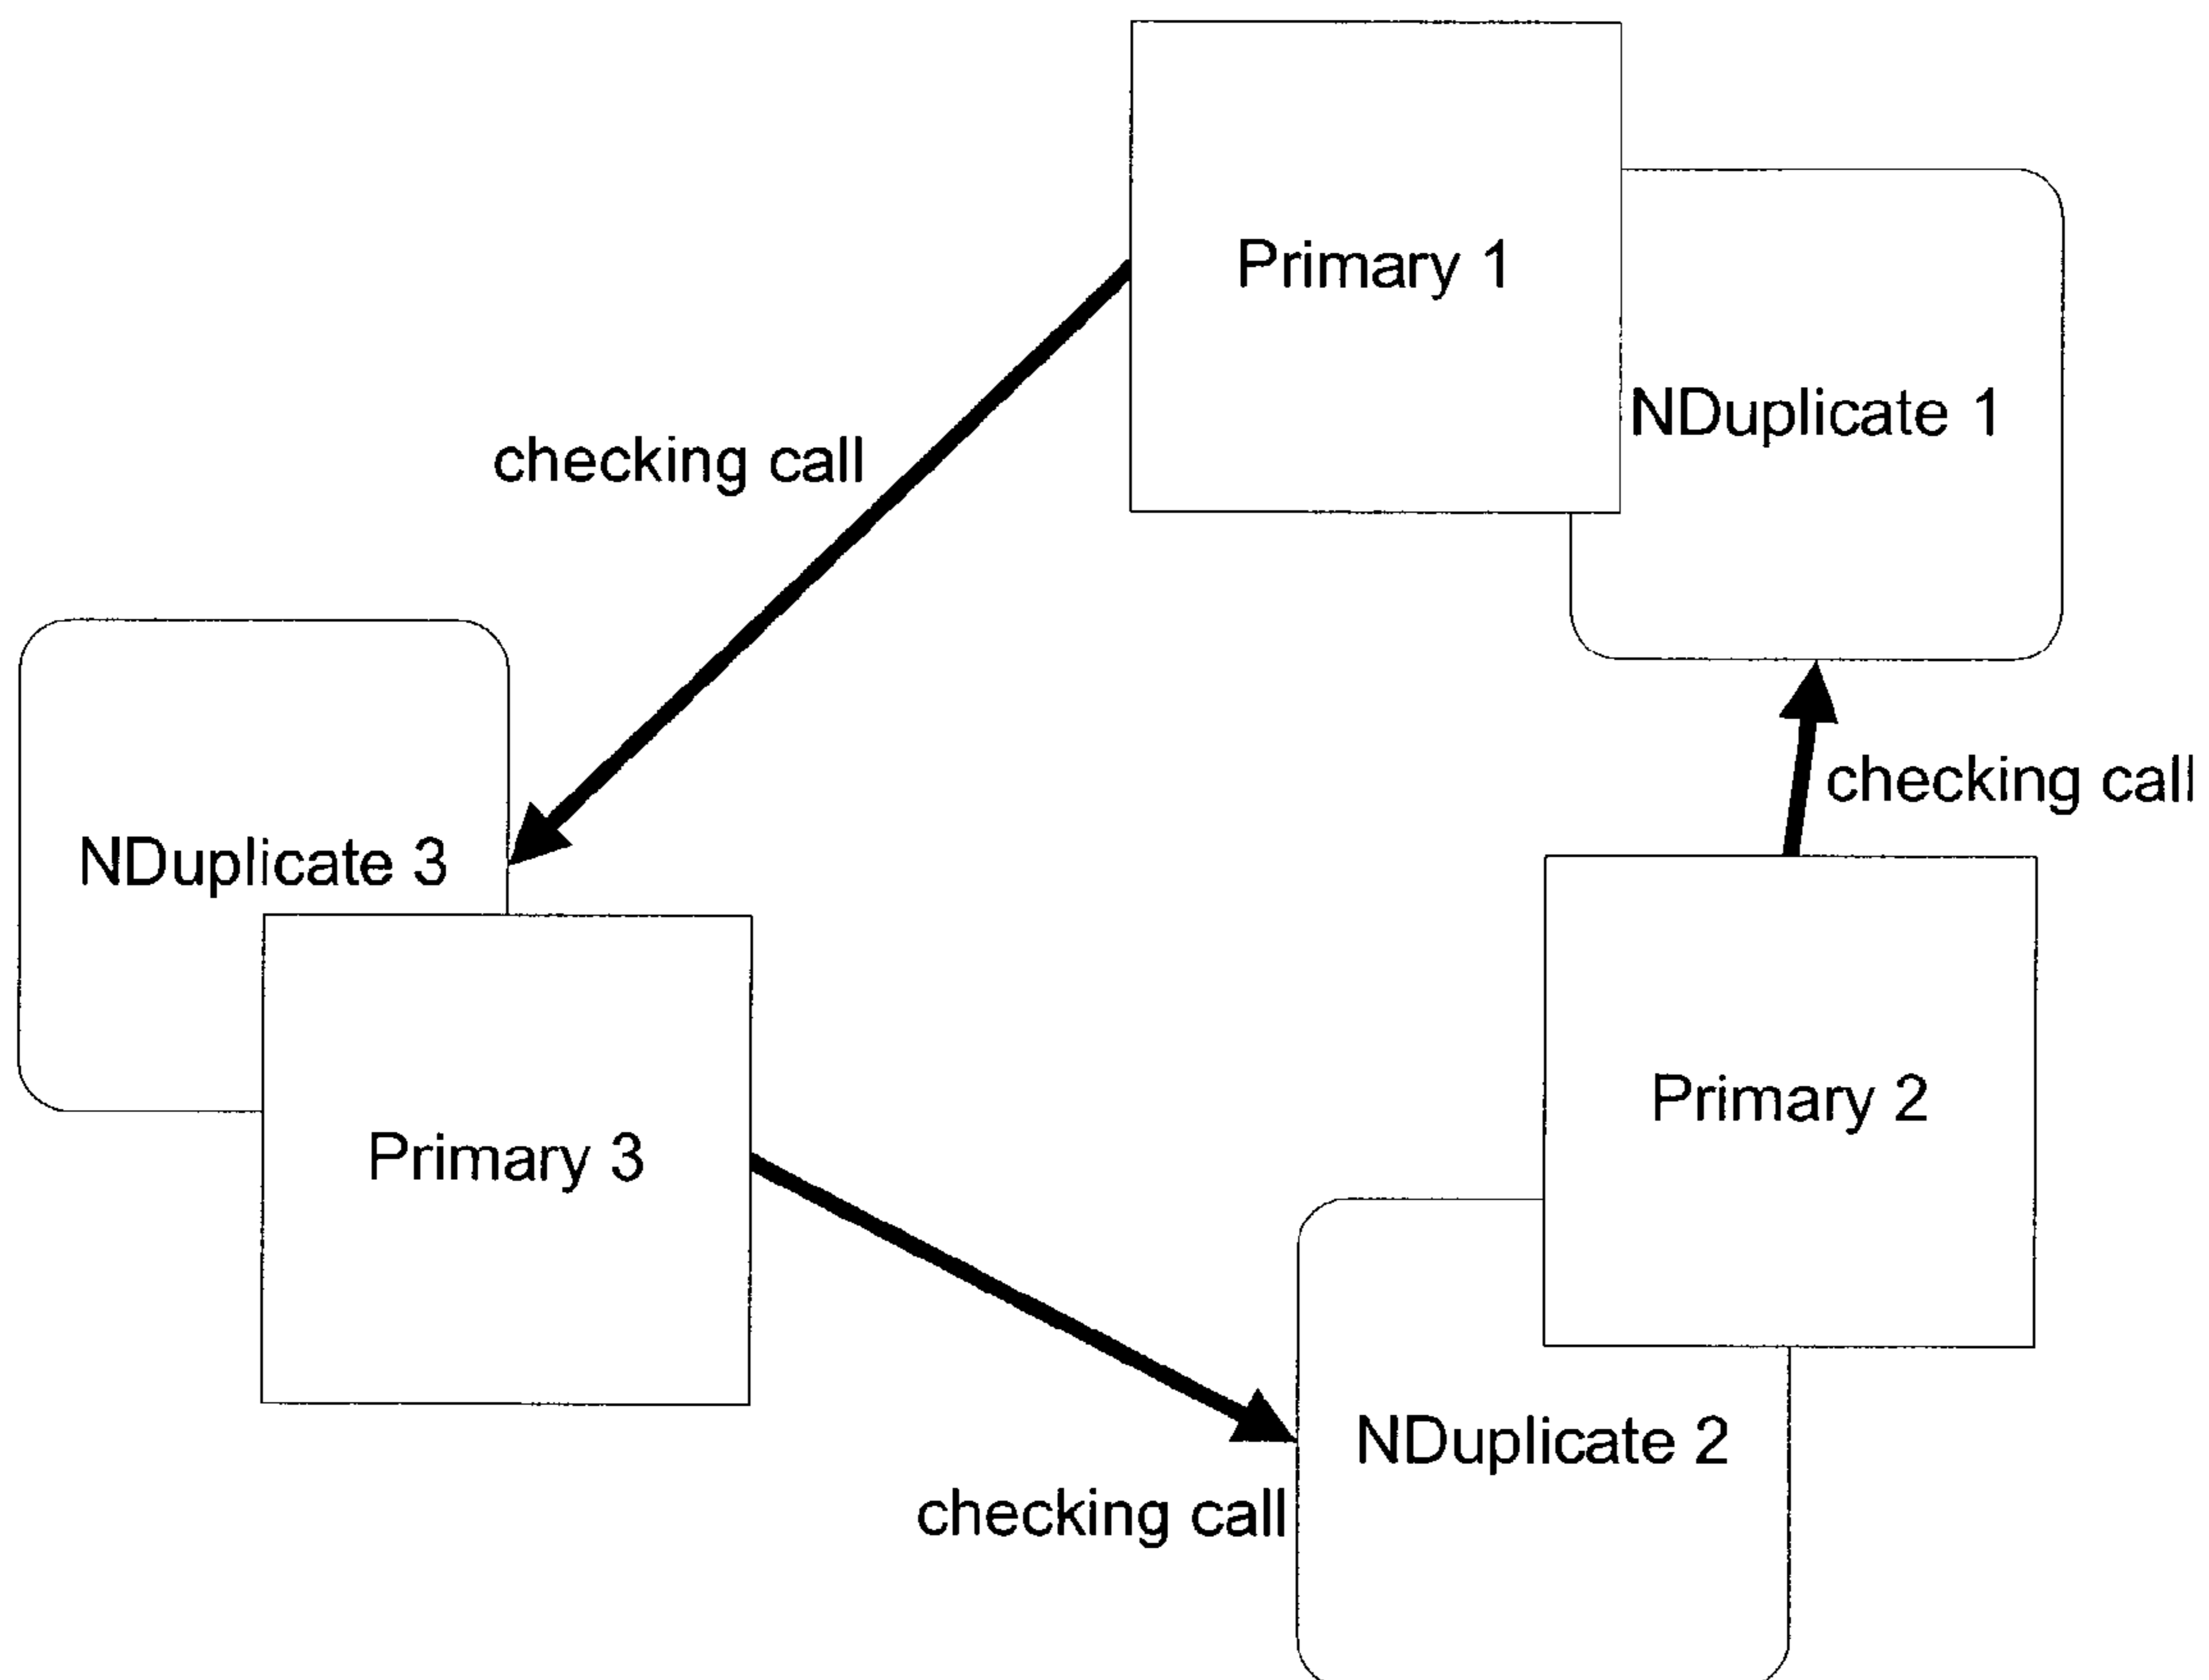 Primary 1
NDuplicate 1
checking call
checking call
NDuplicate 3
Primary 2
Primary 3
NDuplicate 2
checking call